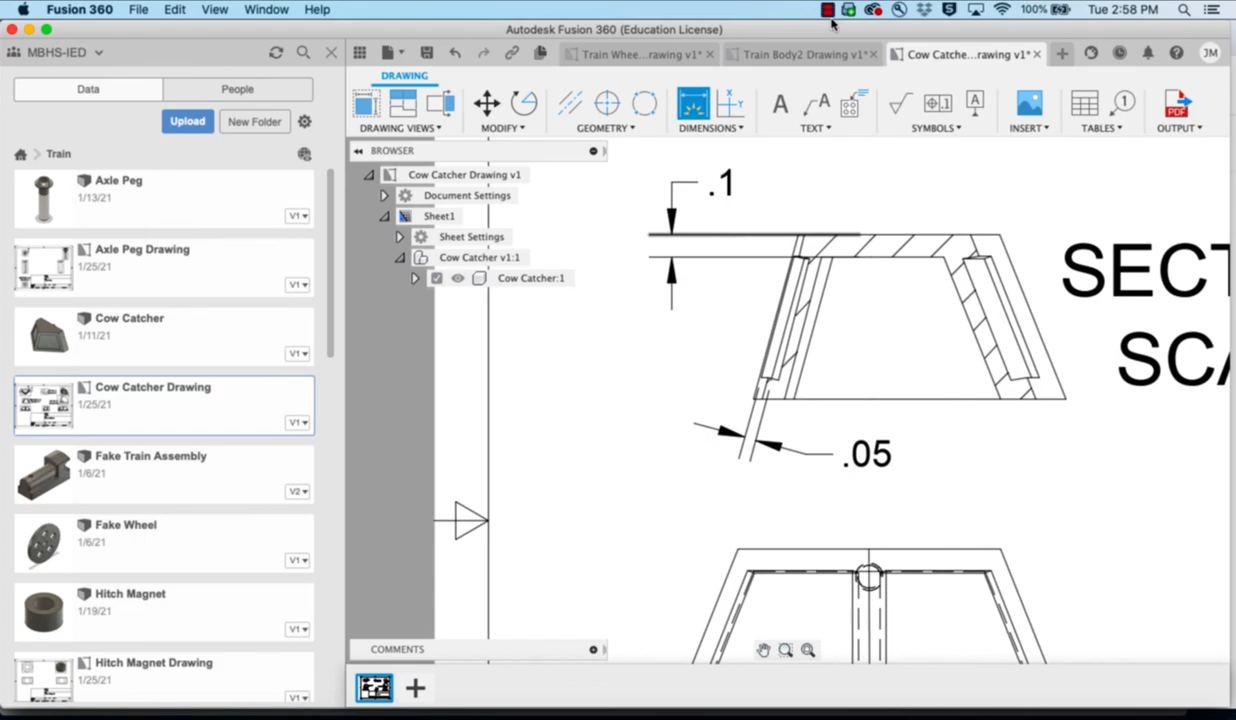 Fusion 360 File Edit View Window Help 100% Tue 2:58 PM
Autodesk Fusion 360 (Education License)
MBHS-IED
Train Whee...rawing v1* Train Body2 Drawing v1* Cow Catche...rawing v1* JM
DRAWING
Data People
Upload New Folder
DRAWING VIEWS MODIFY GEOMETRY DIMENSIONS TEXT SYMBOLS INSERT TABLES OUTPUT
PDF
Train
BROWSER
Cow Catcher Drawing v1
Document Settings
Sheet1
Sheet Settings
Cow Catcher v1:1
Cow Catcher:1
Axle Peg
1/13/21
V1
Axle Peg Drawing
1/25/21
V1
Cow Catcher
1/11/21
V1
Cow Catcher Drawing
1/25/21
V1
Fake Train Assembly
1/6/21
V2
Fake Wheel
1/6/21
V1
Hitch Magnet
1/19/21
V1
Hitch Magnet Drawing
1/25/21
V1
.1
.05
SECT
SCA
COMMENTS